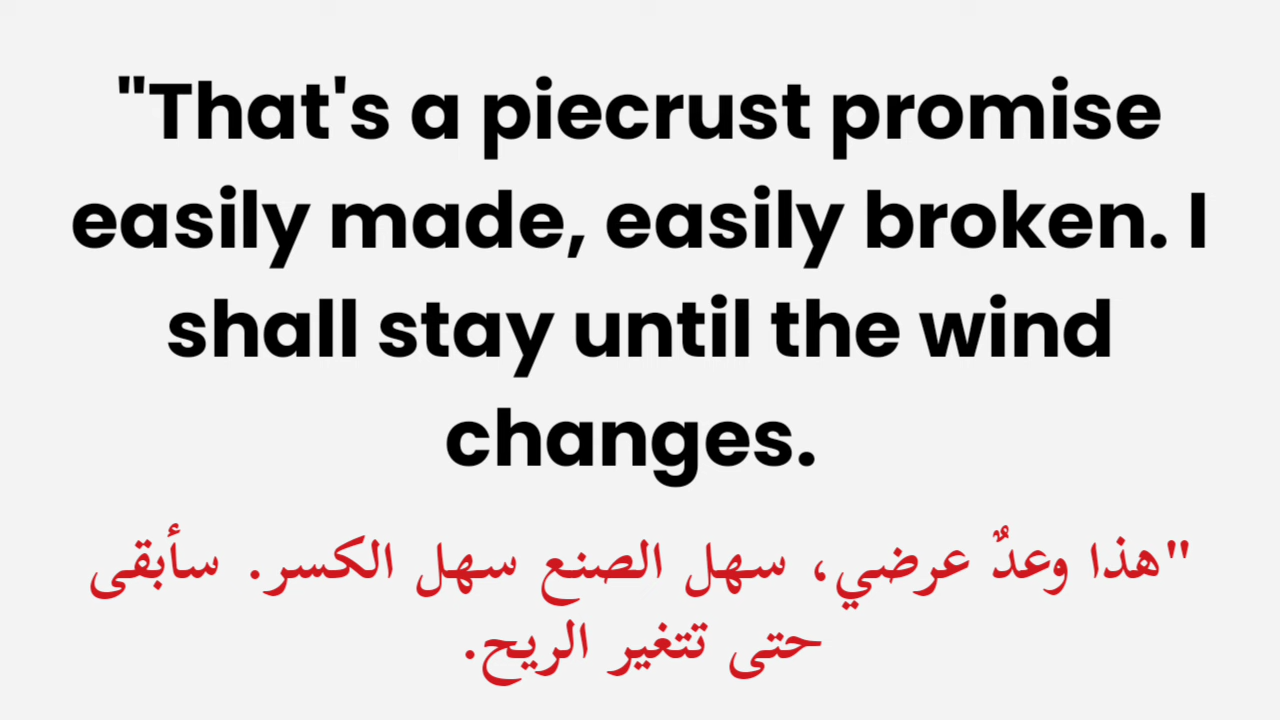 "That's a piecrust promise
easily made, easily broken. I
shall stay until the wind
changes.
"هذا وعدٌ عرضي، سهل الصنع سهل الكسر. سأبقى
حتى تتغير الريح.